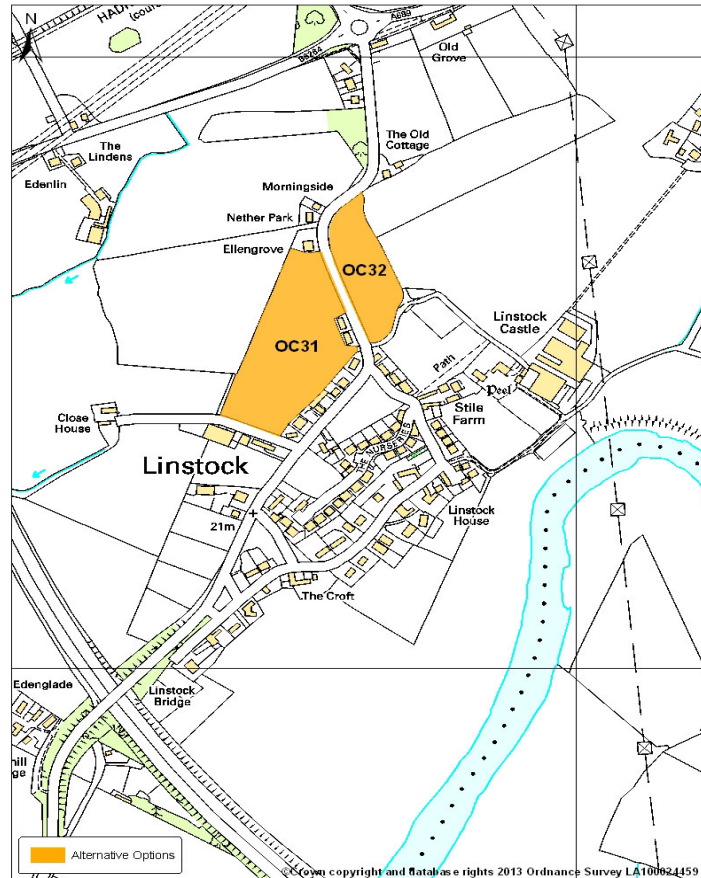 N
A689
B6264
Old
Grove
The
Lindens
Edenlin
The Old
Cottage
Morningside
Nether Park
Ellengrove
OC32
OC31
Linstock
Castle
Path
Peel
Stile
Farm
Close
House
Linstock
NURSERIES
Linstock
House
21m
The Croft
Edenglade
Linstock
Bridge
Alternative Options
©Crown copyright and database rights 2013 Ordnance Survey LA100024459